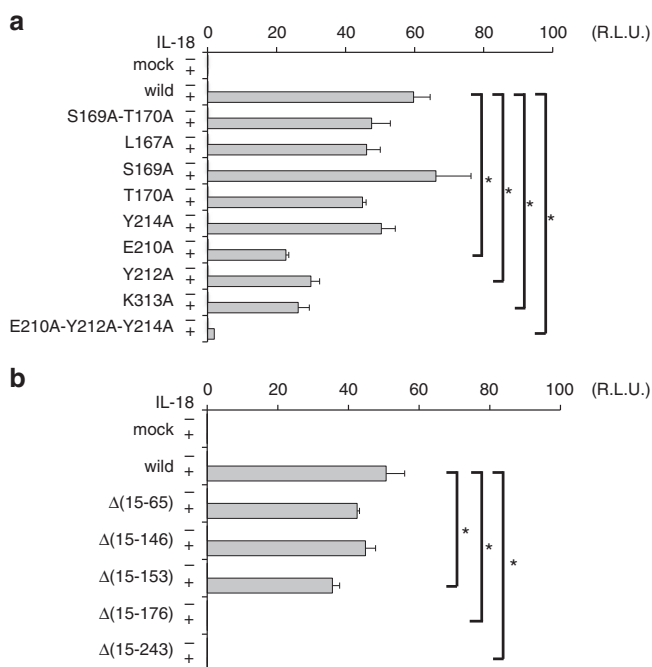 a
IL-18 0 20 40 60 80 100 (R.L.U.)
mock − +
wild − +
S169A-T170A − +
L167A − +
S169A − +
T170A − +
Y214A − +
E210A − +
Y212A − +
K313A − +
E210A-Y212A-Y214A − +
* * * *
b
IL-18 0 20 40 60 80 100 (R.L.U.)
mock − +
wild − +
Δ(15-65) − +
Δ(15-146) − +
Δ(15-153) − +
Δ(15-176) − +
Δ(15-243) − +
* * *